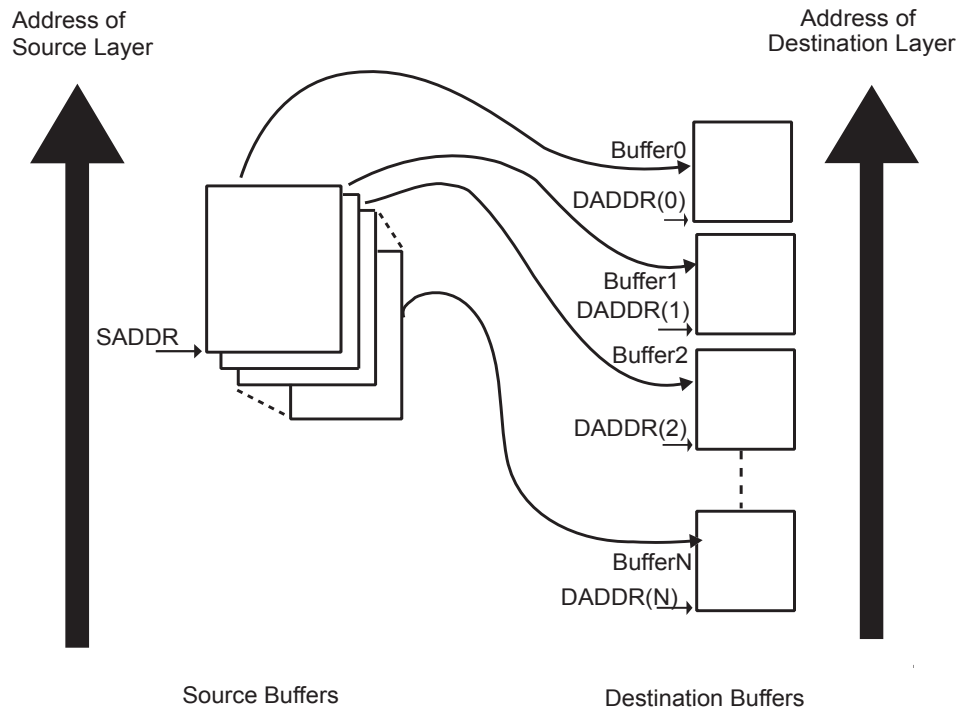 Address of
Source Layer
Address of
Destination Layer
Buffer0
DADDR(0)
Buffer1
DADDR(1)
SADDR
Buffer2
DADDR(2)
BufferN
DADDR(N)
Source Buffers
Destination Buffers